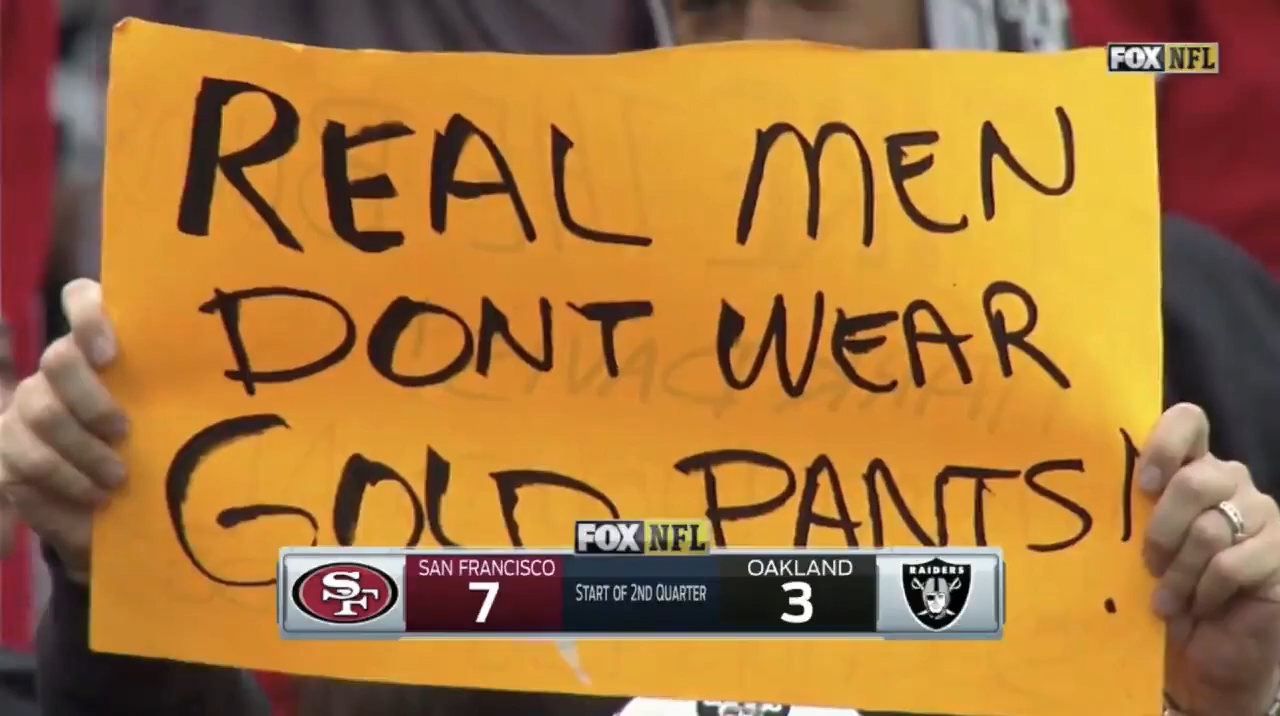 FOX NFL
REAL MEN
DONT WEAR
GOLD PANTS!
FOX NFL
SF
SAN FRANCISCO
7
START OF 2ND QUARTER
OAKLAND
3
RAIDERS